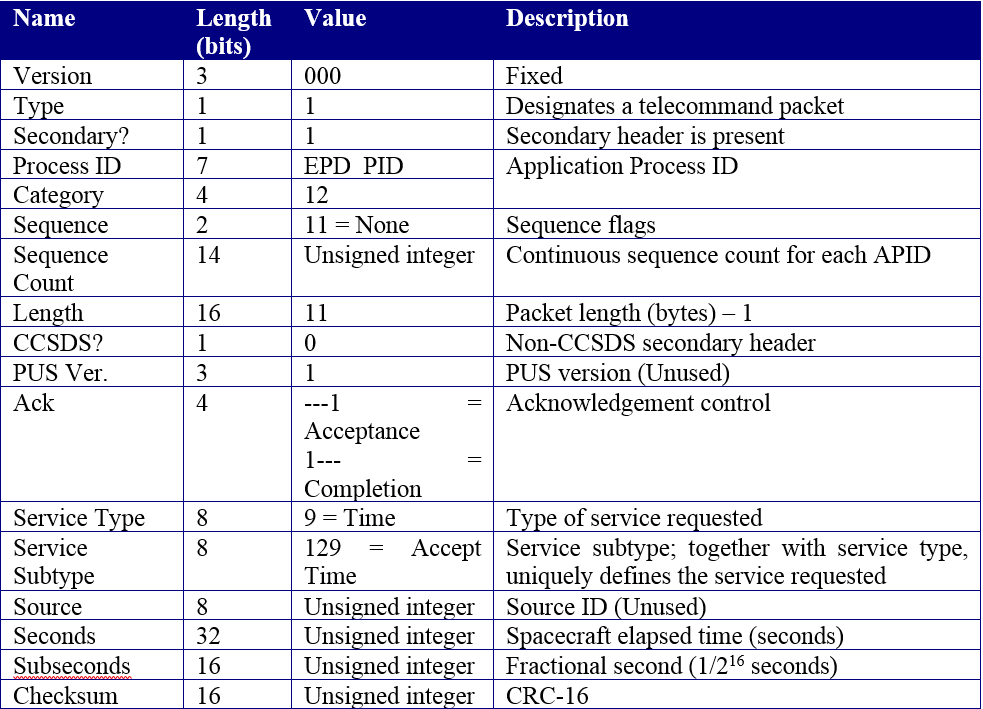 Name Length (bits) Value Description
Version 3 000 Fixed
Type 1 1 Designates a telecommand packet
Secondary? 1 1 Secondary header is present
Process ID 7 EPD_PID Application Process ID
Category 4 12
Sequence 2 11 = None Sequence flags
Sequence Count 14 Unsigned integer Continuous sequence count for each APID
Length 16 11 Packet length (bytes) – 1
CCSDS? 1 0 Non-CCSDS secondary header
PUS Ver. 3 1 PUS version (Unused)
Ack 4 ---1 = Acceptance 1--- = Completion Acknowledgement control
Service Type 8 9 = Time Type of service requested
Service Subtype 8 129 = Accept Time Service subtype; together with service type, uniquely defines the service requested
Source 8 Unsigned integer Source ID (Unused)
Seconds 32 Unsigned integer Spacecraft elapsed time (seconds)
Subseconds 16 Unsigned integer Fractional second (1/2¹⁶ seconds)
Checksum 16 Unsigned integer CRC-16